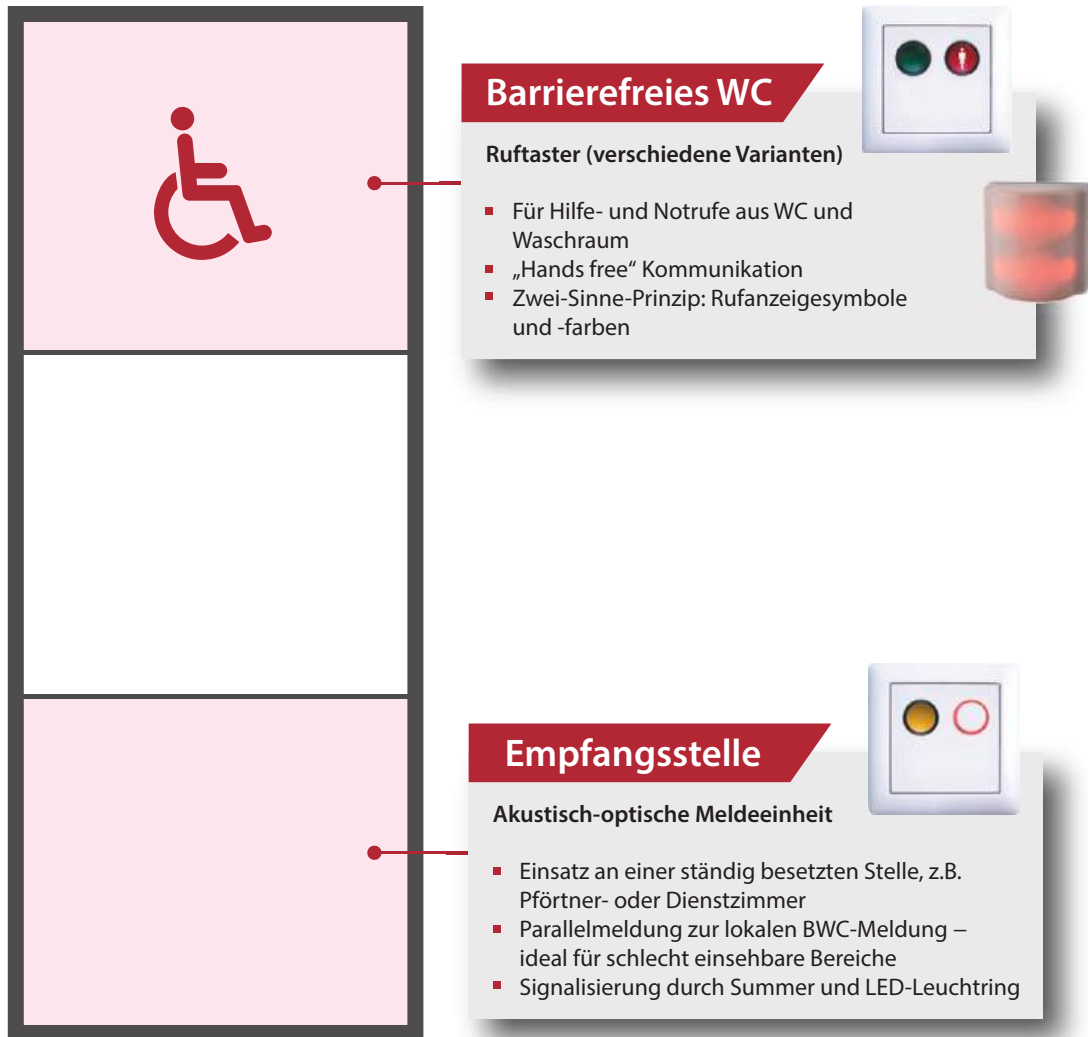 Barrierefreies WC
Ruftaster (verschiedene Varianten)
Für Hilfe- und Notrufe aus WC und
Waschraum
„Hands free“ Kommunikation
Zwei-Sinne-Prinzip: Rufanzeigesymbole
und -farben
Empfangsstelle
Akustisch-optische Meldeeinheit
Einsatz an einer ständig besetzten Stelle, z.B.
Pförtner- oder Dienstzimmer
Parallelmeldung zur lokalen BWC-Meldung –
ideal für schlecht einsehbare Bereiche
Signalisierung durch Summer und LED-Leuchtring